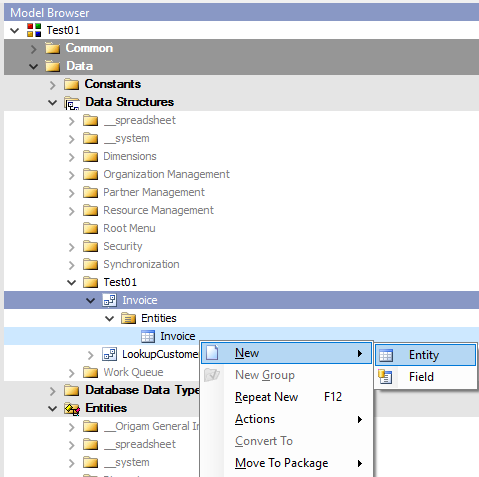 Model Browser
Test01
Common
Data
Constants
Data Structures
__spreadsheet
__system
Dimensions
Organization Management
Partner Management
Resource Management
Root Menu
Security
Synchronization
Test01
Invoice
Entities
Invoice
New
Entity
LookupCustome
New Group
Field
Work Queue
Repeat New F12
Database Data Type
Actions
Entities
Convert To
__Origam General In
__spreadsheet
Move To Package
__system